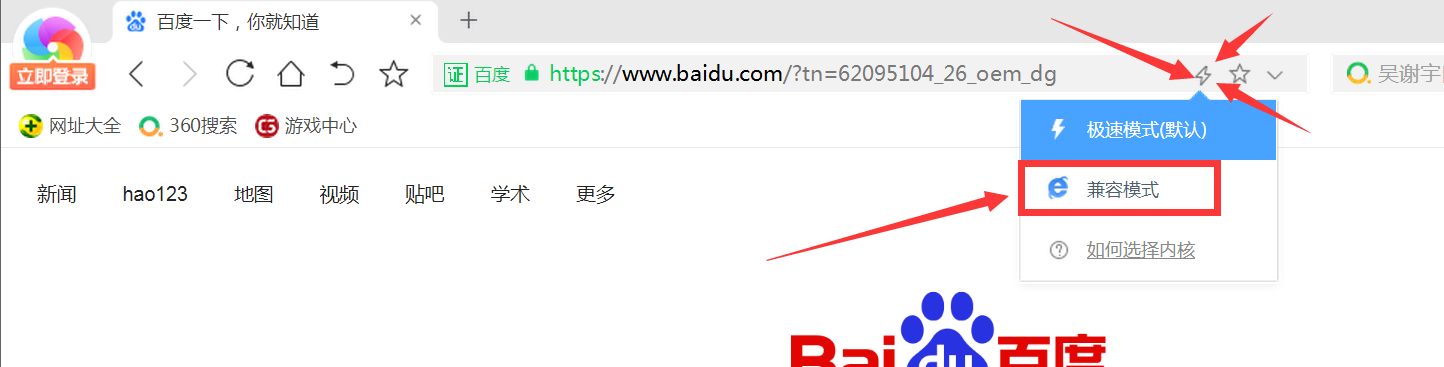 百度一下，你就知道
立即登录
证 百度 https://www.baidu.com/?tn=62095104_26_oem_dg
吴谢宇
网址大全 360搜索 游戏中心
极速模式(默认)
新闻 hao123 地图 视频 贴吧 学术 更多
兼容模式
如何选择内核
Bai du 百度